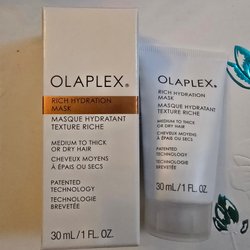 OLAPLEX®
RICH HYDRATION
MASK
MASQUE HYDRATANT
TEXTURE RICHE
MEDIUM TO THICK
OR DRY HAIR
CHEVEUX MOYENS
À ÉPAIS OU SECS
PATENTED
TECHNOLOGY
TECHNOLOGIE
BREVETÉE
30 mL/1 FL. OZ.
OLAPLEX®
RICH HYDRATION
MASK
MASQUE HYDRATANT
TEXTURE RICHE
MEDIUM TO THICK
OR DRY HAIR
CHEVEUX MOYENS
À ÉPAIS OU SECS
PATENTED
TECHNOLOGY
TECHNOLOGIE
BREVETÉE
30 mL/1 FL. OZ.